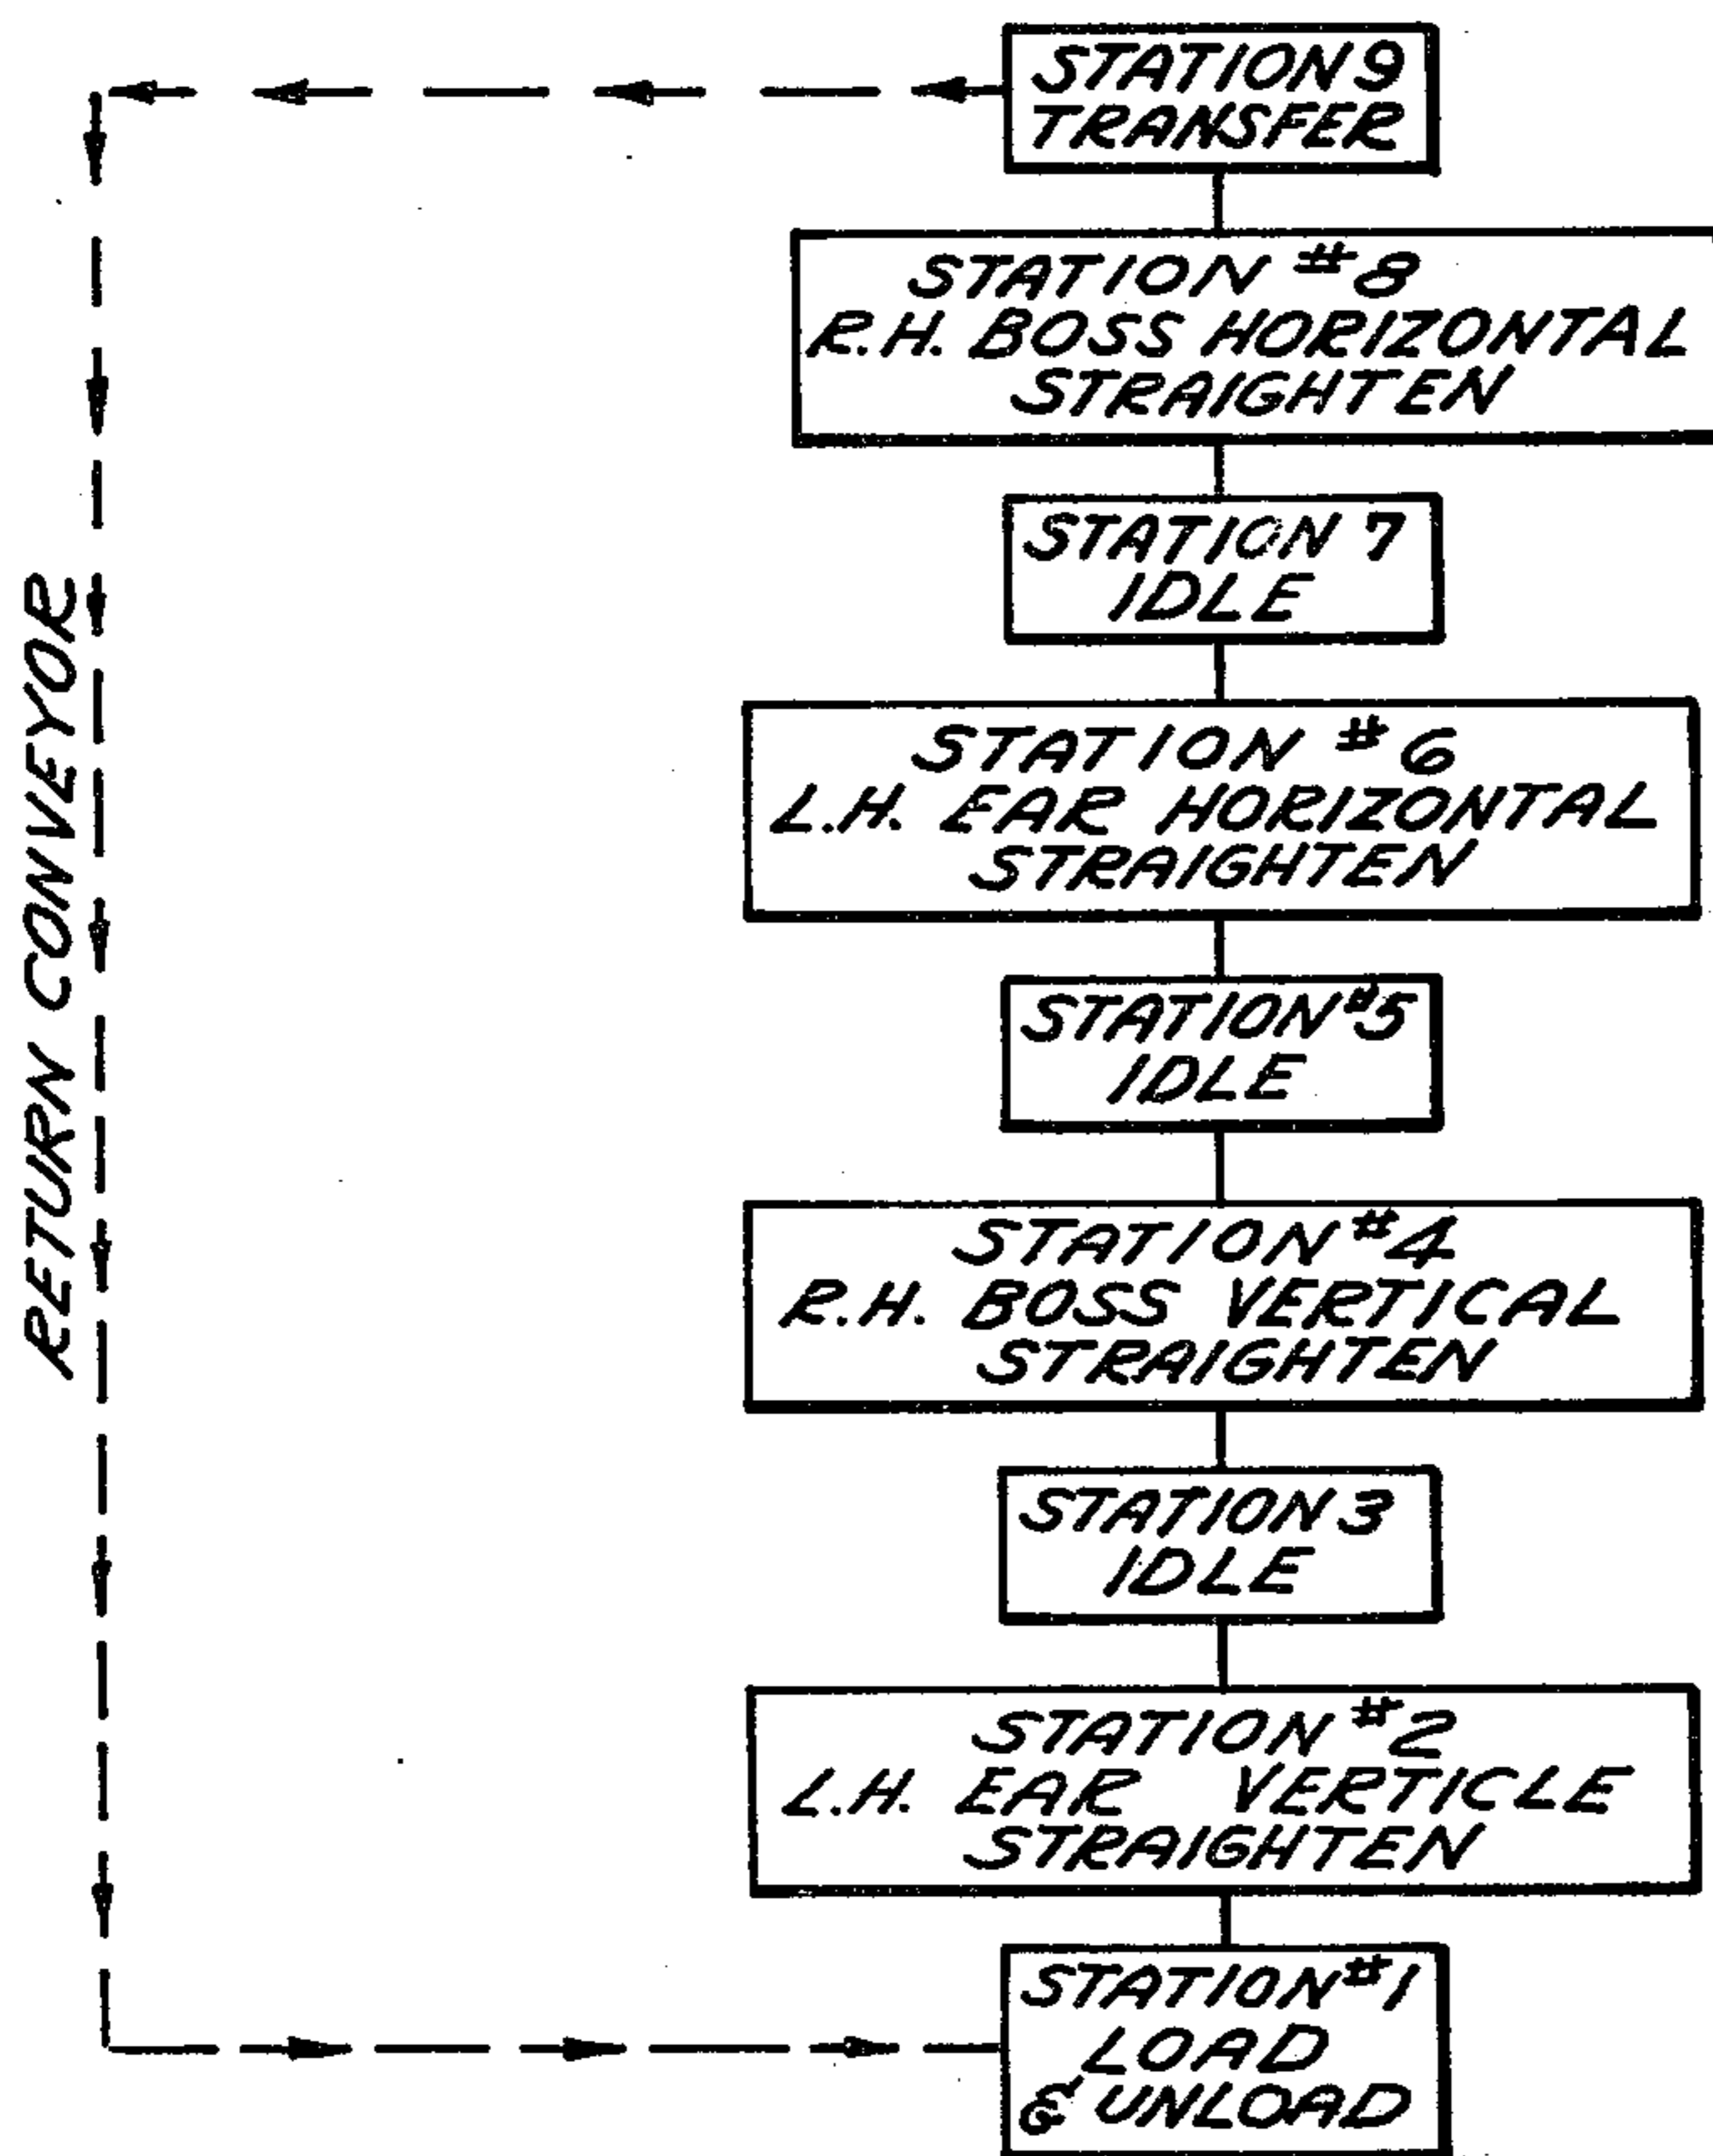 STATION 9
TRANSFER
STATION #8
R.H. BOSS HORIZONTAL
STRAIGHTEN
STATION 7
IDLE
STATION #6
L.H. EAR HORIZONTAL
STRAIGHTEN
STATION #5
IDLE
STATION #4
R.H. BOSS VERTICAL
STRAIGHTEN
STATION 3
IDLE
STATION #2
L.H. EAR VERTICLE
STRAIGHTEN
STATION #1
LOAD
& UNLOAD
RETURN CONVEYOR